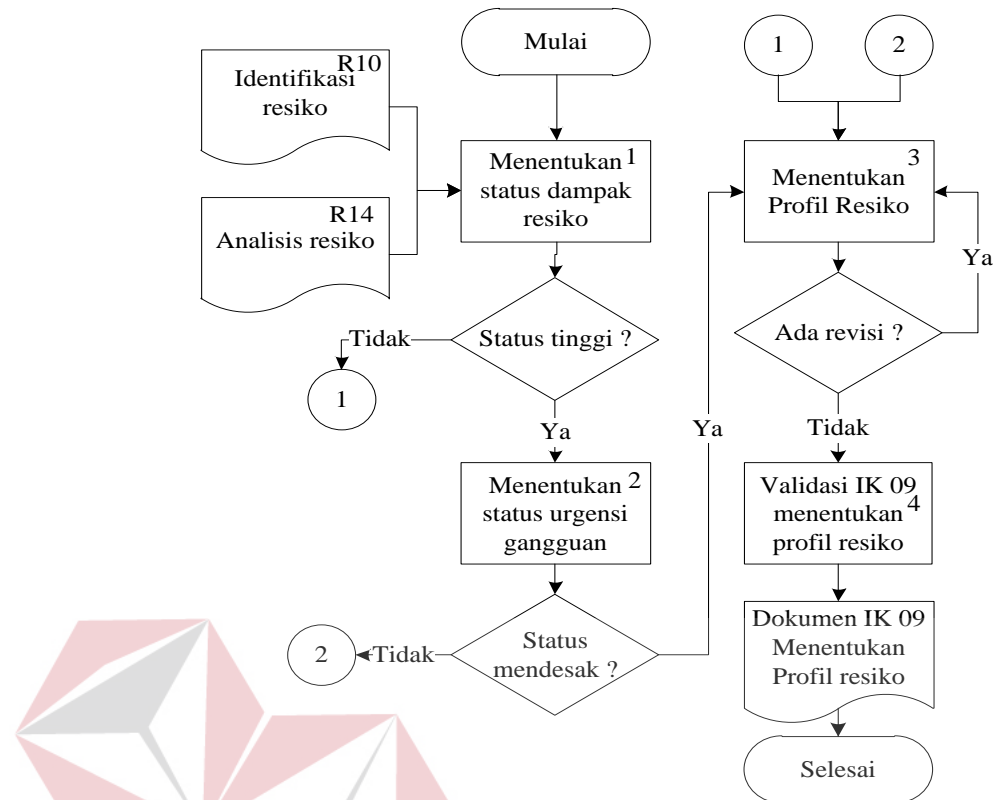 Mulai
R10
Identifikasi
resiko
R14
Analisis resiko
Menentukan 1
status dampak
resiko
Status tinggi ?
Tidak
1
Ya
Menentukan 2
status urgensi
gangguan
Status
mendesak ?
Tidak
2
Ya
1
2
3
Menentukan
Profil Resiko
Ya
Ada revisi ?
Tidak
Validasi IK 09
menentukan 4
profil resiko
Dokumen IK 09
Menentukan
Profil resiko
Selesai